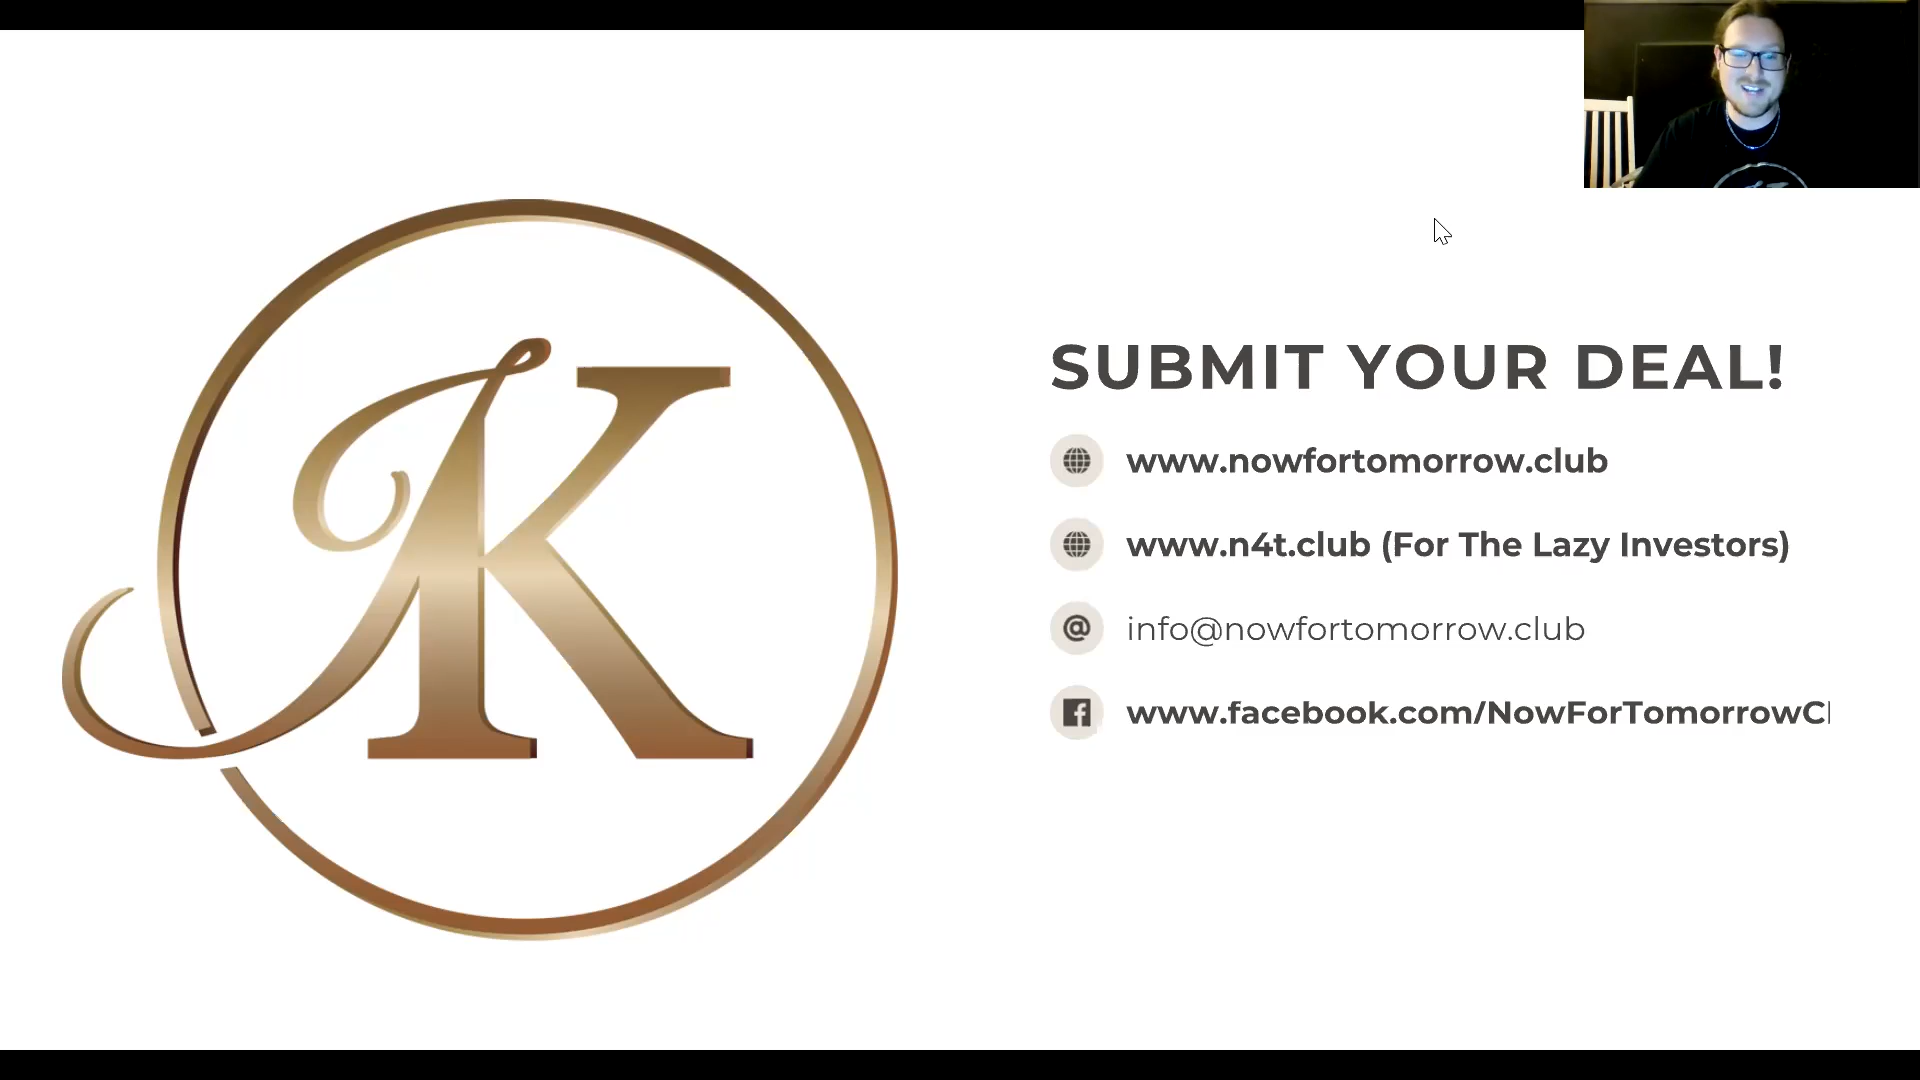 SUBMIT YOUR DEAL!
www.nowfortomorrow.club
www.n4t.club (For The Lazy Investors)
info@nowfortomorrow.club
www.facebook.com/NowForTomorrowCl